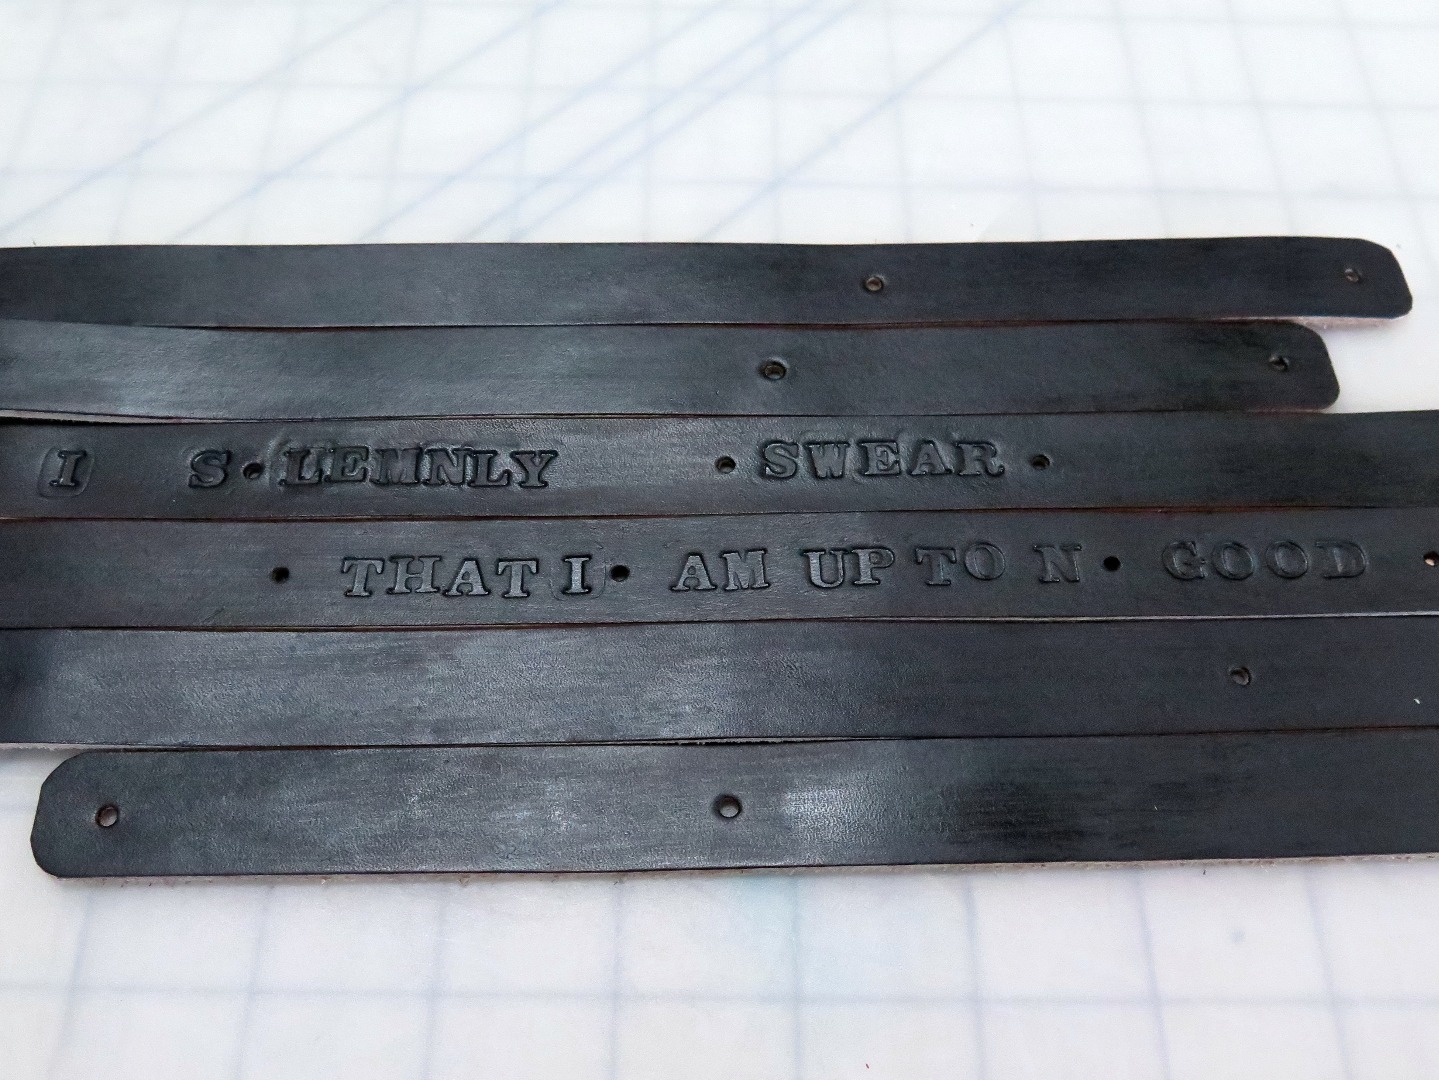 I S•LEMNLY • SWEAR •
• THAT I • AM UP TO N• GOOD